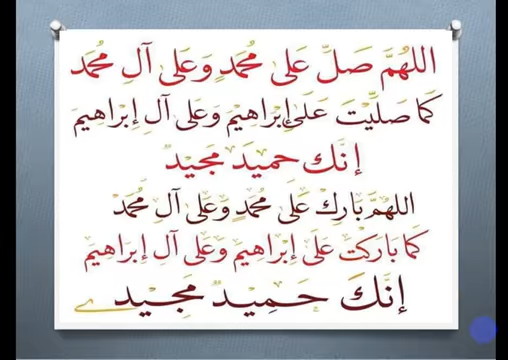 اللهم صل على محمد وعلى آل محمد
كما صليت على إبراهيم وعلى آل إبراهيم
إنك حميد مجيد
اللهم بارك على محمد وعلى آل محمد
كما باركت على إبراهيم وعلى آل إبراهيم
إنك حميد مجيد